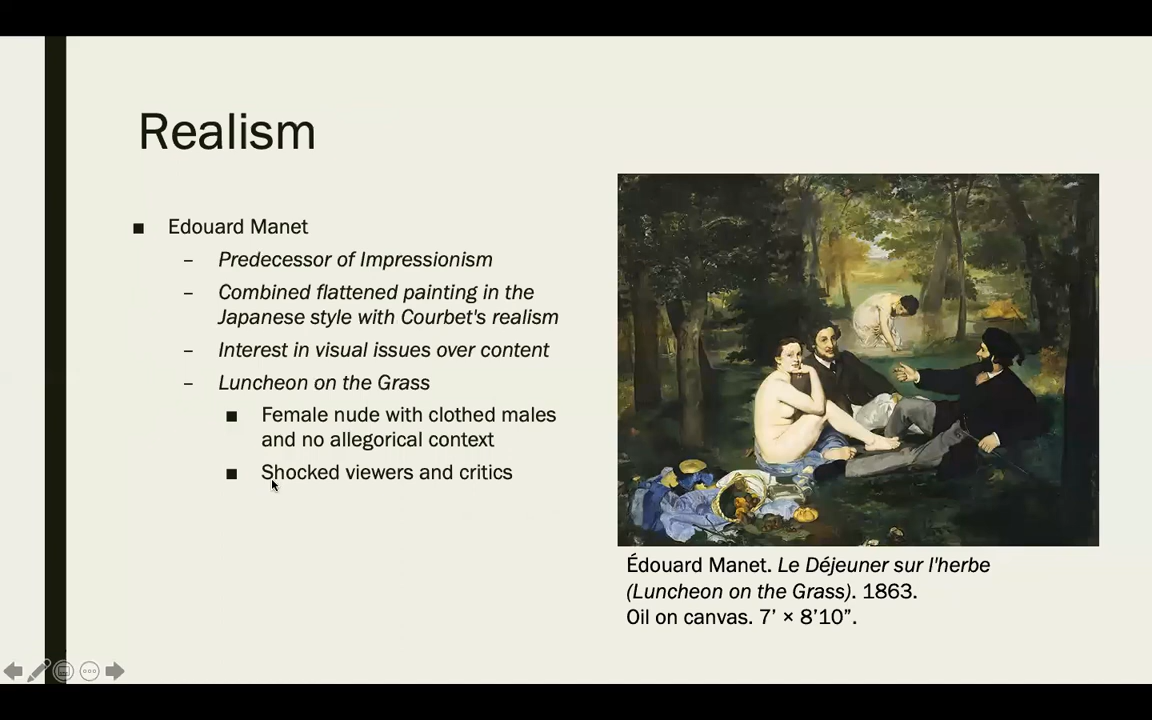 Realism
■ Edouard Manet
– Predecessor of Impressionism
– Combined flattened painting in the
Japanese style with Courbet's realism
– Interest in visual issues over content
– Luncheon on the Grass
■ Female nude with clothed males
and no allegorical context
■ Shocked viewers and critics
Édouard Manet. Le Déjeuner sur l'herbe
(Luncheon on the Grass). 1863.
Oil on canvas. 7’ × 8’10”.